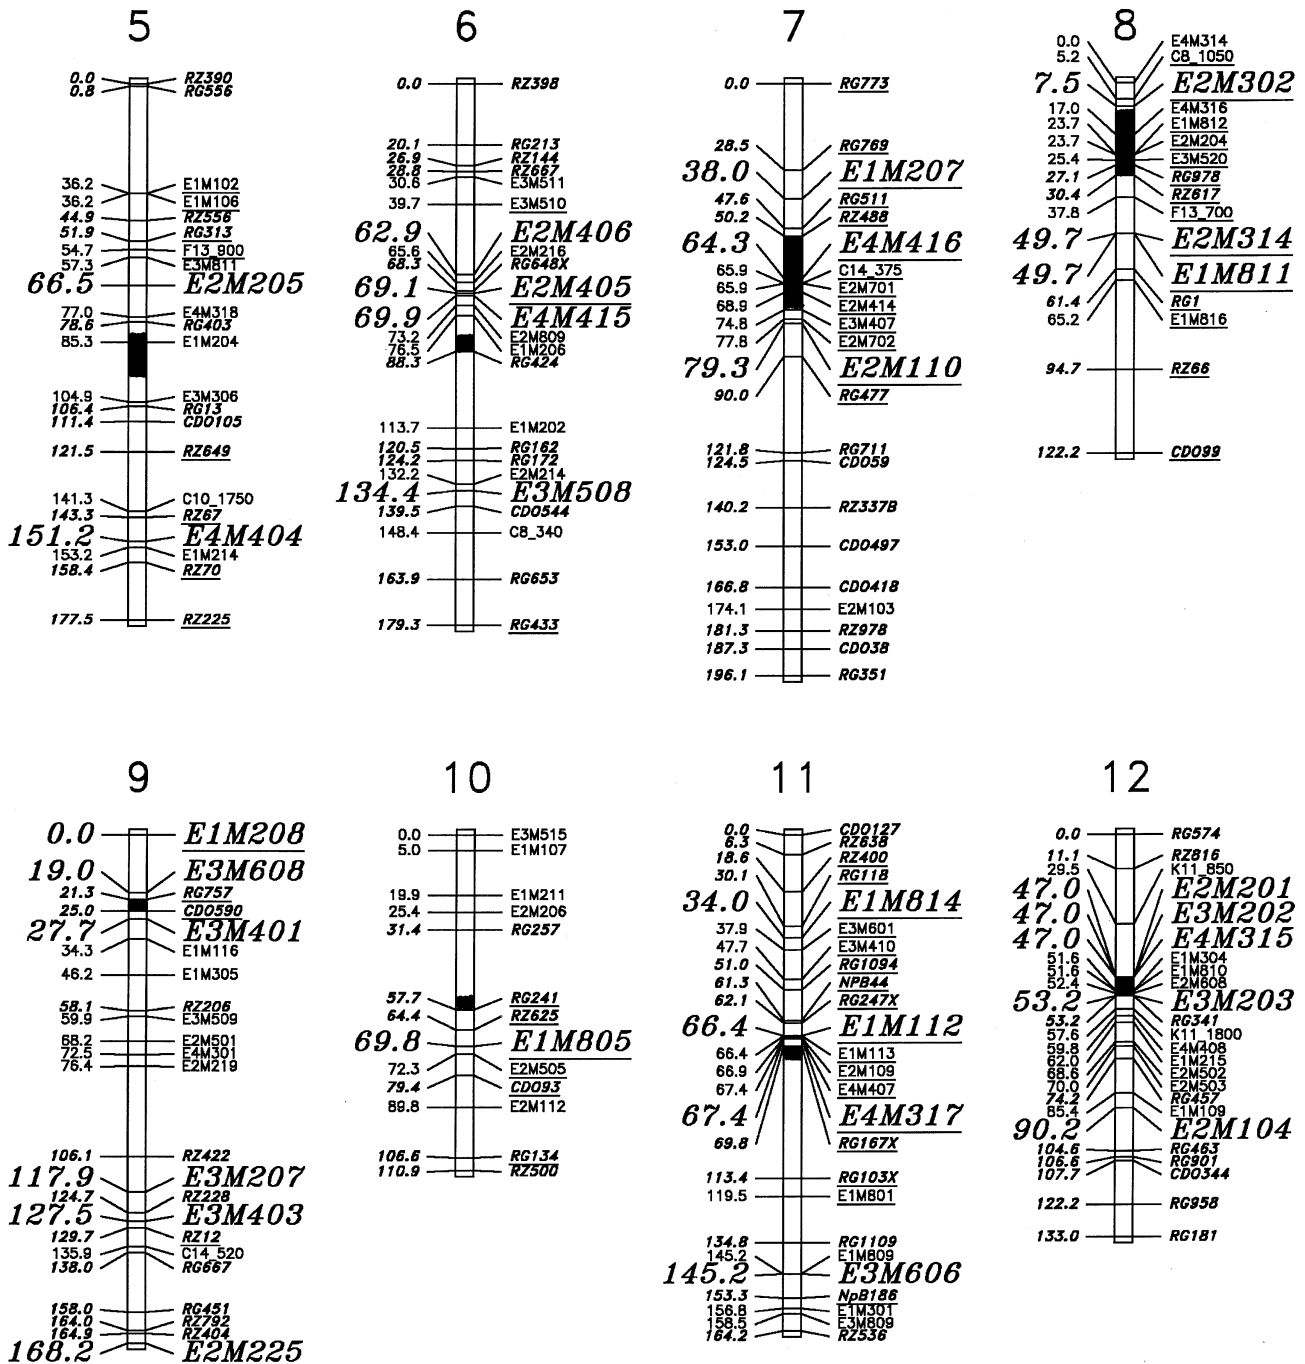 5
0.0 RZ390
0.8 RG556
36.2 E1M102
36.2 E1M106
44.9 RZ556
51.9 RG313
54.7 F13_900
57.3 E3M811
66.5 E2M205
77.0 E4M318
78.6 RG403
85.3 E1M204
104.9 E3M306
106.4 RG13
111.4 CDO105
121.5 RZ649
141.3 C10_1750
143.3 RZ67
151.2 E4M404
153.2 E1M214
158.4 RZ70
177.5 RZ225
6
0.0 RZ398
20.1 RG213
26.9 RZ144
28.8 RZ667
30.6 E3M511
39.7 E3M510
62.9 E2M406
65.6 E2M216
68.3 RG648X
69.1 E2M405
69.9 E4M415
73.2 E2M809
76.5 E1M206
88.3 RG424
113.7 E1M202
120.5 RG162
124.2 RG172
132.2 E2M214
134.4 E3M508
139.5 CDO544
148.4 C8_340
163.9 RG653
179.3 RG433
7
0.0 RG773
28.5 RG769
38.0 E1M207
47.6 RG511
50.2 RZ488
64.3 E4M416
65.9 C14_375
65.9 E2M701
68.9 E2M414
74.8 E3M407
77.8 E2M702
79.3 E2M110
90.0 RG477
121.8 RG711
124.5 CDO59
140.2 RZ337B
153.0 CDO497
166.8 CDO418
174.1 E2M103
181.3 RZ978
187.3 CDO38
196.1 RG351
8
0.0 E4M314
5.2 C8_1050
7.5 E2M302
17.0 E4M316
23.7 E1M812
23.7 E2M204
25.4 E3M520
27.1 RG978
30.4 RZ617
37.8 F13_700
49.7 E2M314
49.7 E1M811
61.4 RG1
65.2 E1M816
94.7 RZ66
122.2 CDO99
9
0.0 E1M208
19.0 E3M608
21.3 RG757
25.0 CDO590
27.7 E3M401
34.3 E1M116
46.2 E1M305
58.1 RZ206
59.9 E3M509
68.2 E2M501
72.5 E4M301
76.4 E2M219
106.1 RZ422
117.9 E3M207
124.7 RZ228
127.5 E3M403
129.7 RZ12
135.9 C14_520
138.0 RG667
158.0 RG451
164.0 RZ792
164.9 RZ404
168.2 E2M225
10
0.0 E3M515
5.0 E1M107
19.9 E1M211
25.4 E2M206
31.4 RG257
57.7 RG241
64.4 RZ625
69.8 E1M805
72.3 E2M505
79.4 CDO93
89.8 E2M112
106.6 RG134
110.9 RZ500
11
0.0 CDO127
6.3 RZ638
18.6 RZ400
30.1 RG118
34.0 E1M814
37.9 E3M601
47.7 E3M410
51.0 RG1094
61.3 NPB44
62.1 RG247X
66.4 E1M112
66.4 E1M113
66.9 E2M109
67.4 E4M407
67.4 E4M317
69.8 RG167X
113.4 RG103X
119.5 E1M801
134.8 RG1109
145.2 E1M809
145.2 E3M606
153.3 NpB186
156.8 E1M301
158.5 E3M809
164.2 RZ536
12
0.0 RG574
11.1 RZ816
29.5 K11_850
47.0 E2M201
47.0 E3M202
47.0 E4M315
51.6 E1M304
51.6 E1M810
52.4 E2M608
53.2 E3M203
53.2 RG341
57.6 K11_1800
59.8 E4M408
62.0 E1M215
68.6 E2M502
70.0 E2M503
74.2 RG457
85.4 E1M109
90.2 E2M104
104.6 RG463
106.6 RG901
107.7 CDO344
122.2 RG958
133.0 RG181